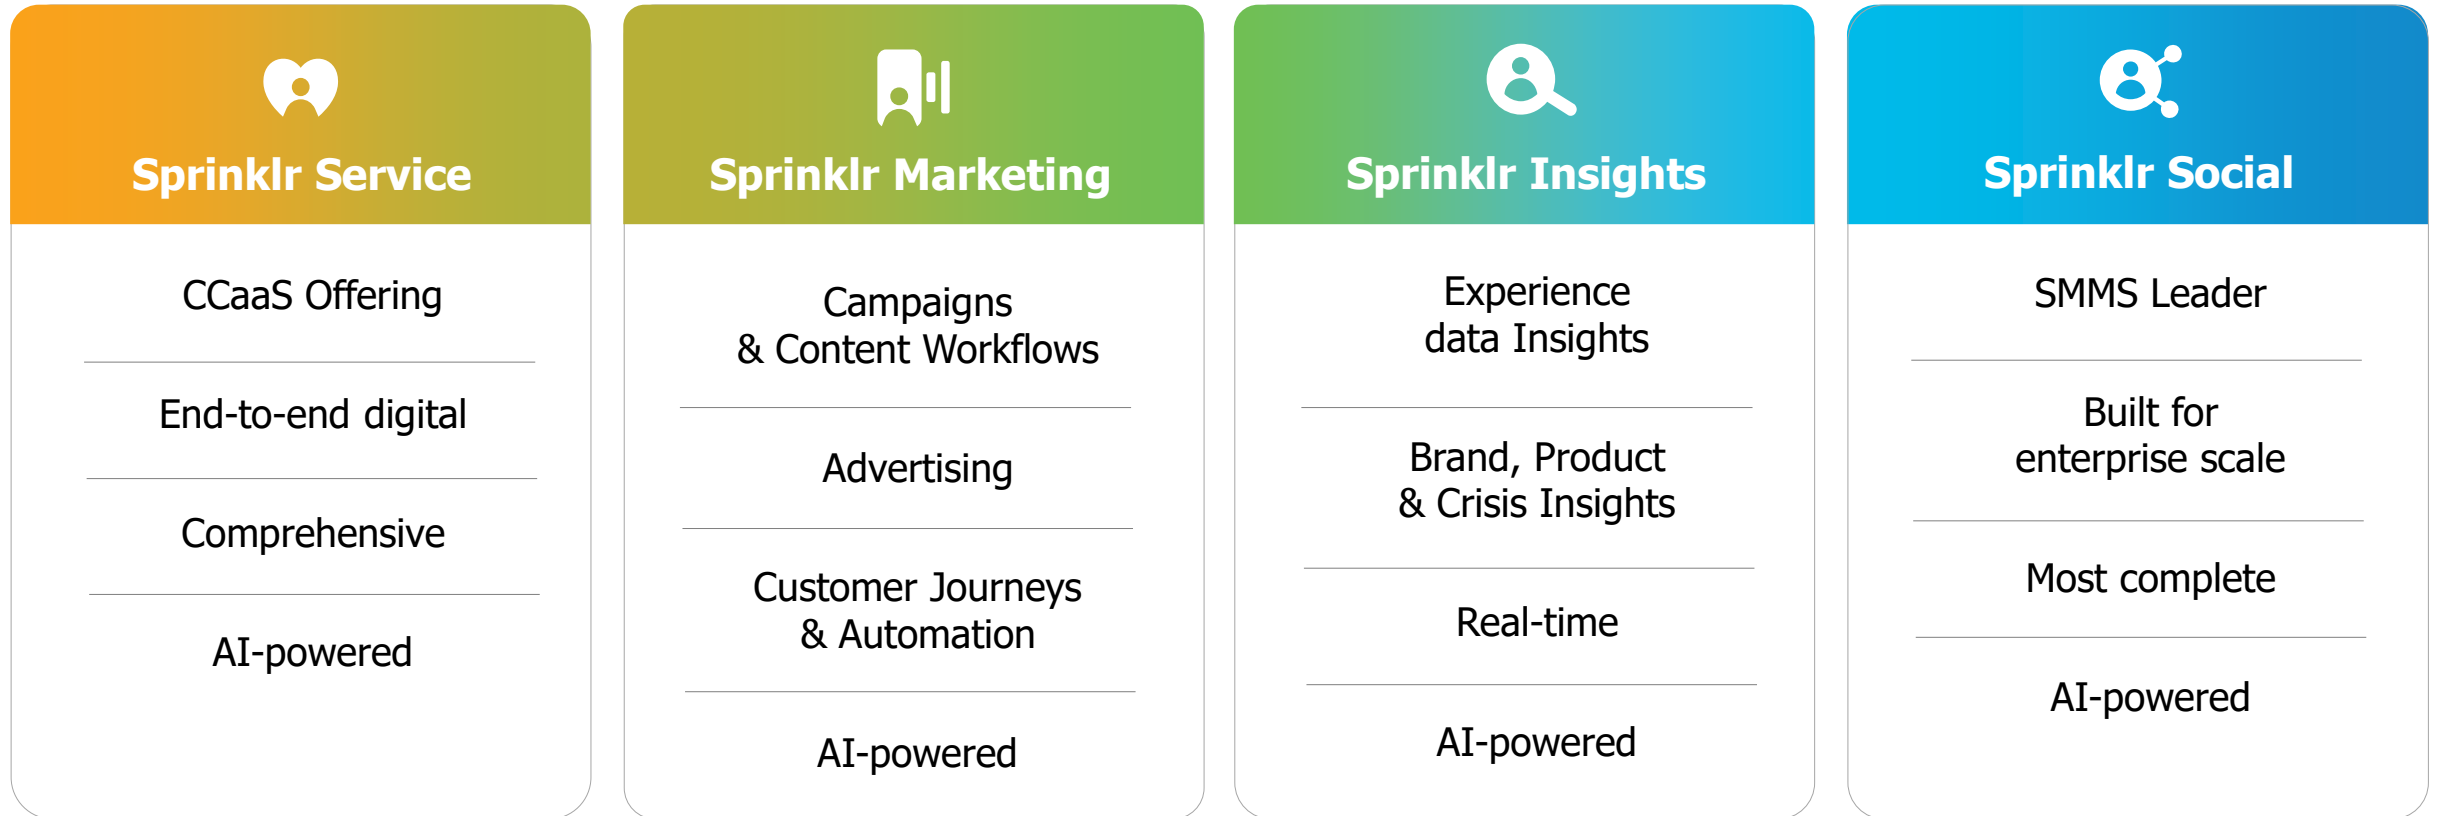 Sprinklr Service
CCaaS Offering
End-to-end digital
Comprehensive
AI-powered
Sprinklr Marketing
Campaigns
& Content Workflows
Advertising
Customer Journeys
& Automation
AI-powered
Sprinklr Insights
Experience
data Insights
Brand, Product
& Crisis Insights
Real-time
AI-powered
Sprinklr Social
SMMS Leader
Built for
enterprise scale
Most complete
AI-powered